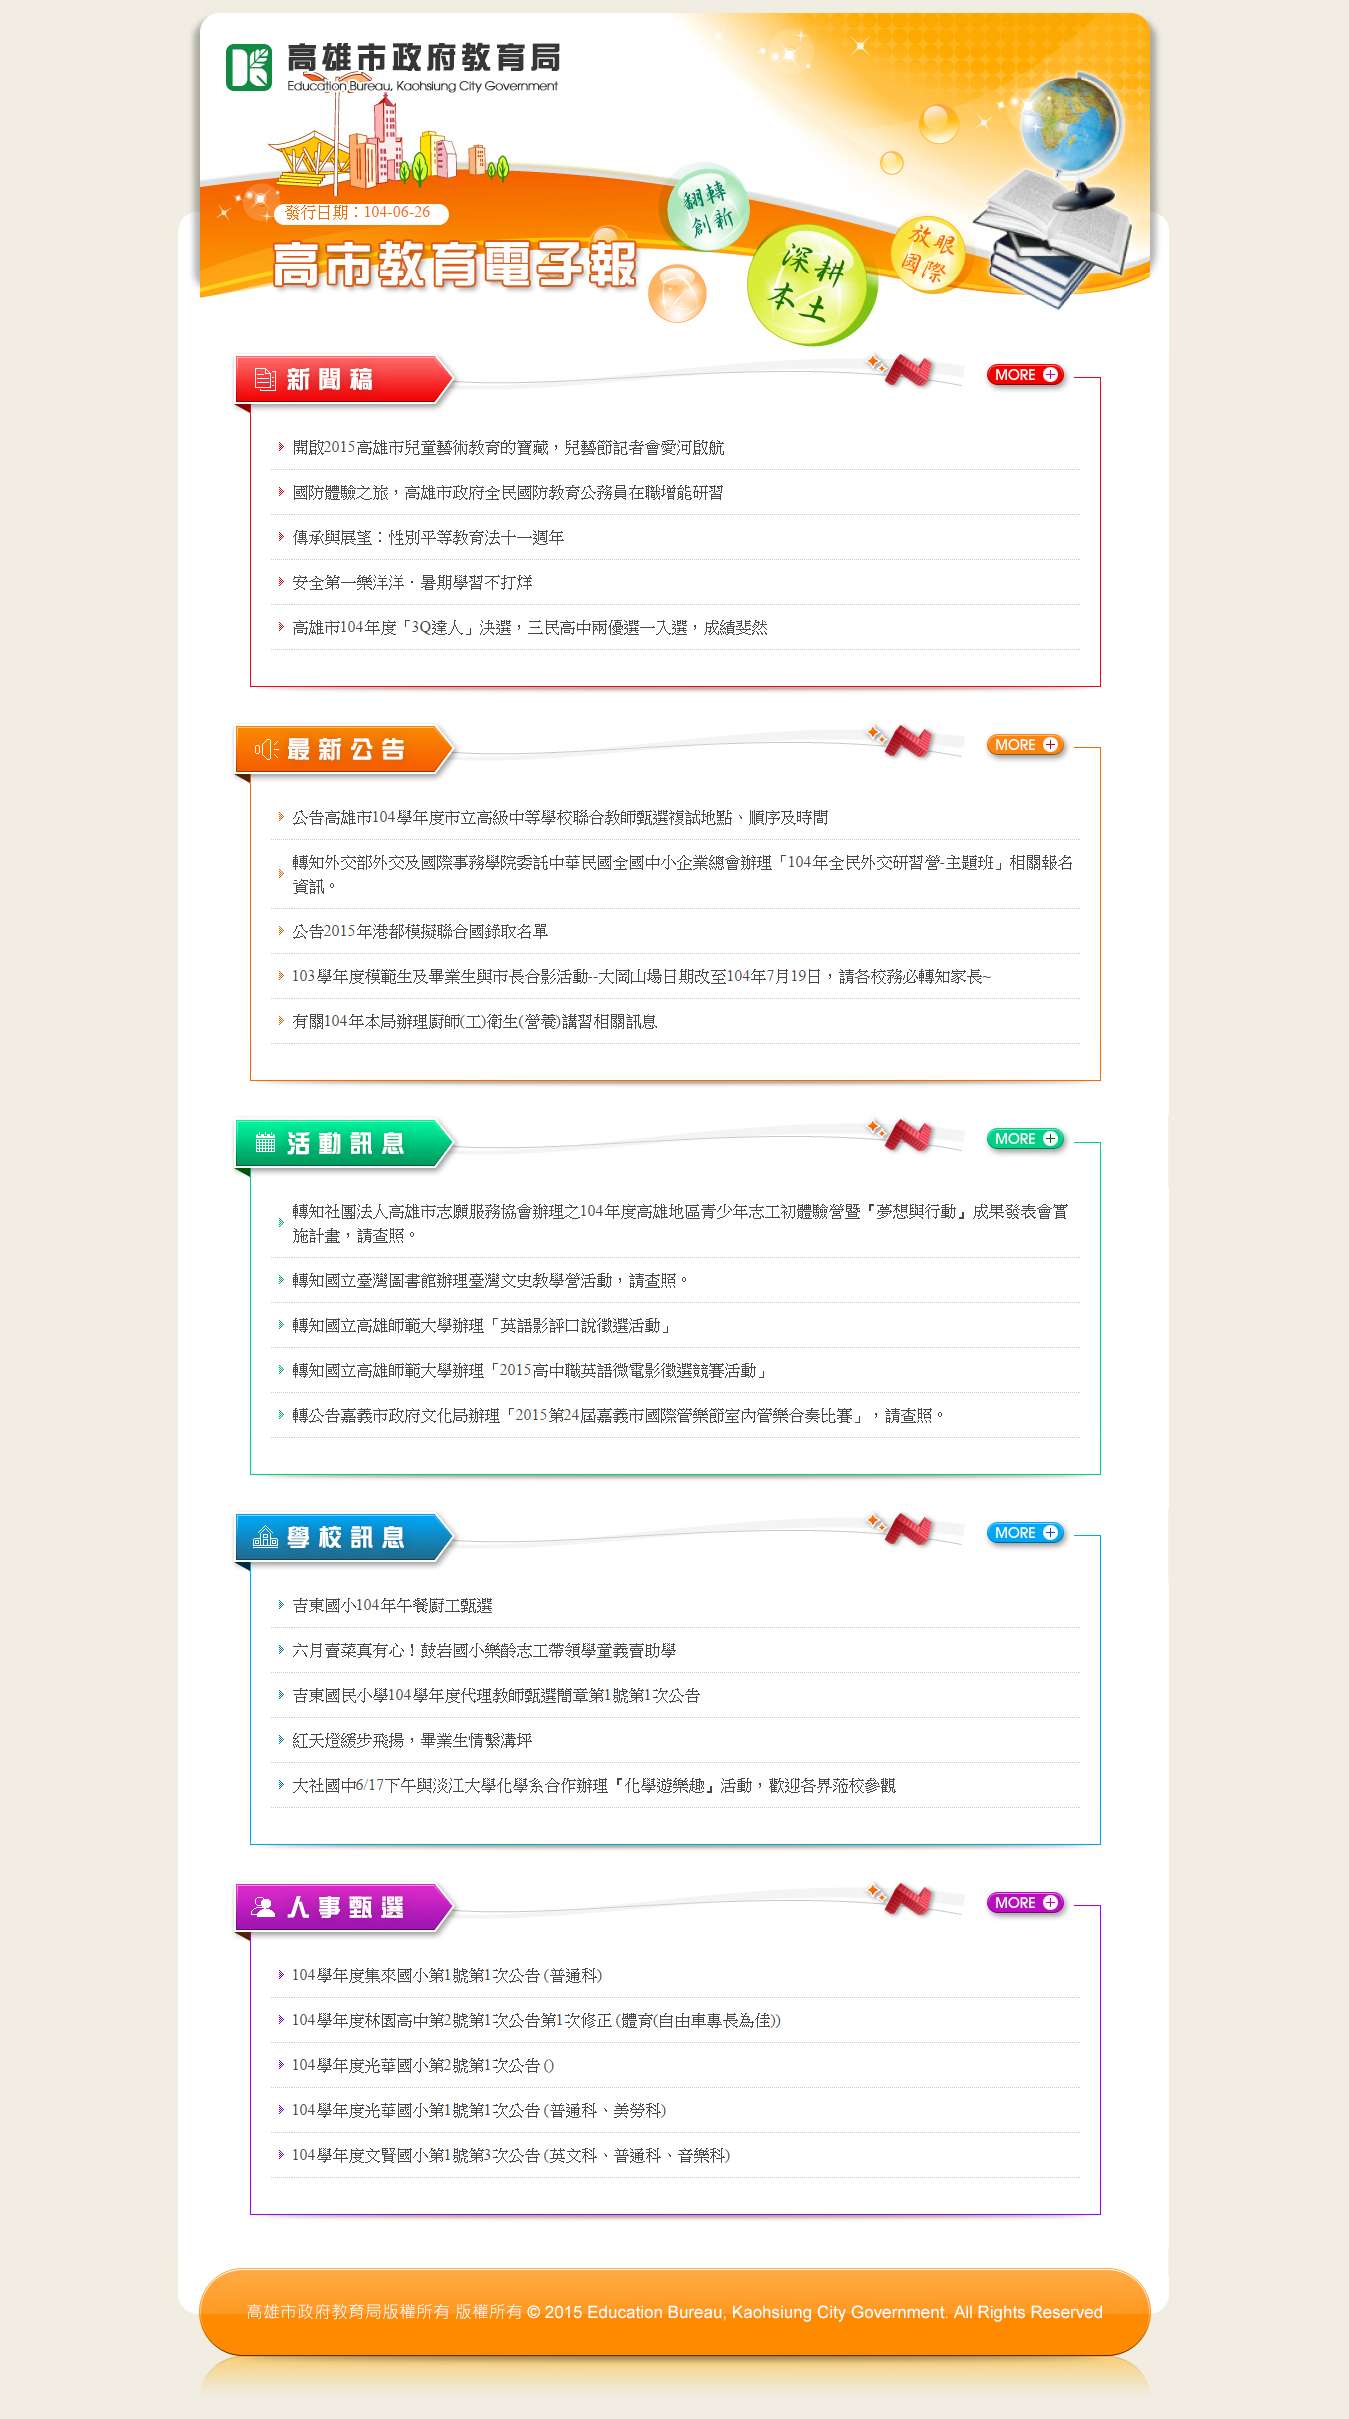 高雄市政府教育局
Education Bureau, Kaohsiung City Government
發行日期：104-06-26
高市教育電子報
翻轉
創新
深耕
本土
放眼
國際
新聞稿
MORE
開啟2015高雄市兒童藝術教育的寶藏，兒藝節記者會愛河啟航
國防體驗之旅，高雄市政府全民國防教育公務員在職增能研習
傳承與展望：性別平等教育法十一週年
安全第一樂洋洋．暑期學習不打烊
高雄市104年度「3Q達人」決選，三民高中兩優選一入選，成績斐然
最新公告
MORE
公告高雄市104學年度市立高級中等學校聯合教師甄選複試地點、順序及時間
轉知外交部外交及國際事務學院委託中華民國全國中小企業總會辦理「104年全民外交研習營-主題班」相關報名
資訊。
公告2015年港都模擬聯合國錄取名單
103學年度模範生及畢業生與市長合影活動--大岡山場日期改至104年7月19日，請各校務必轉知家長~
有關104年本局辦理廚師(工)衛生(營養)講習相關訊息
活動訊息
MORE
轉知社團法人高雄市志願服務協會辦理之104年度高雄地區青少年志工初體驗營暨『夢想與行動』成果發表會實
施計畫，請查照。
轉知國立臺灣圖書館辦理臺灣文史教學營活動，請查照。
轉知國立高雄師範大學辦理「英語影評口說徵選活動」
轉知國立高雄師範大學辦理「2015高中職英語微電影徵選競賽活動」
轉公告嘉義市政府文化局辦理「2015第24屆嘉義市國際管樂節室內管樂合奏比賽」，請查照。
學校訊息
MORE
吉東國小104年午餐廚工甄選
六月賣菜真有心！鼓岩國小樂齡志工帶領學童義賣助學
吉東國民小學104學年度代理教師甄選簡章第1號第1次公告
紅天燈緩步飛揚，畢業生情繫溝坪
大社國中6/17下午與淡江大學化學系合作辦理『化學遊樂趣』活動，歡迎各界蒞校參觀
人事甄選
MORE
104學年度集來國小第1號第1次公告 (普通科)
104學年度林園高中第2號第1次公告第1次修正 (體育(自由車專長為佳))
104學年度光華國小第2號第1次公告 ()
104學年度光華國小第1號第1次公告 (普通科、美勞科)
104學年度文賢國小第1號第3次公告 (英文科、普通科、音樂科)
高雄市政府教育局版權所有 版權所有 © 2015 Education Bureau, Kaohsiung City Government. All Rights Reserved